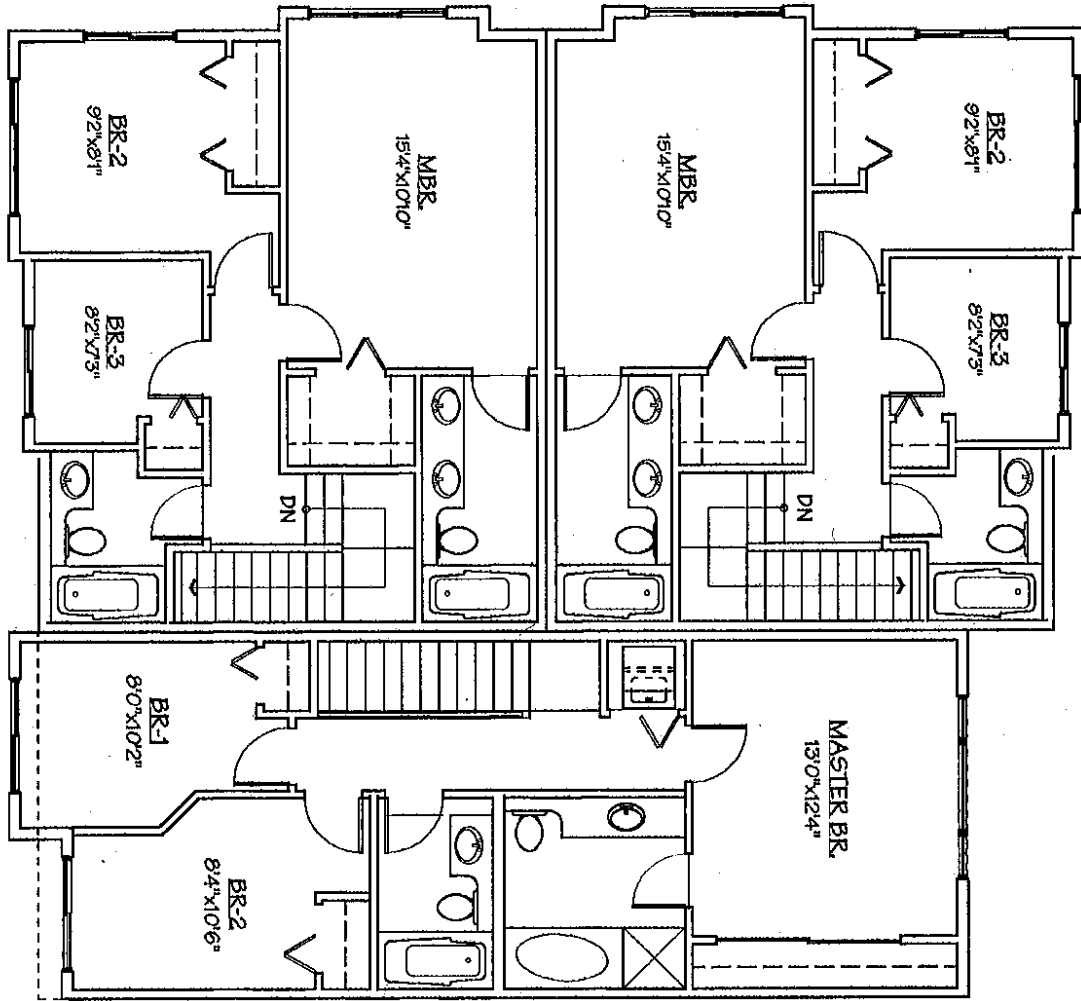 BR-2
9'2"x8'1"
MBR.
15'4"x10'10"
MBR.
15'4"x10'10"
BR-2
9'2"x8'1"
BR-3
8'2"x7'3"
BR-3
8'2"x7'3"
DN
DN
BR-1
8'0"x10'2"
MASTER BR.
13'0"x12'4"
BR-2
8'4"x10'6"